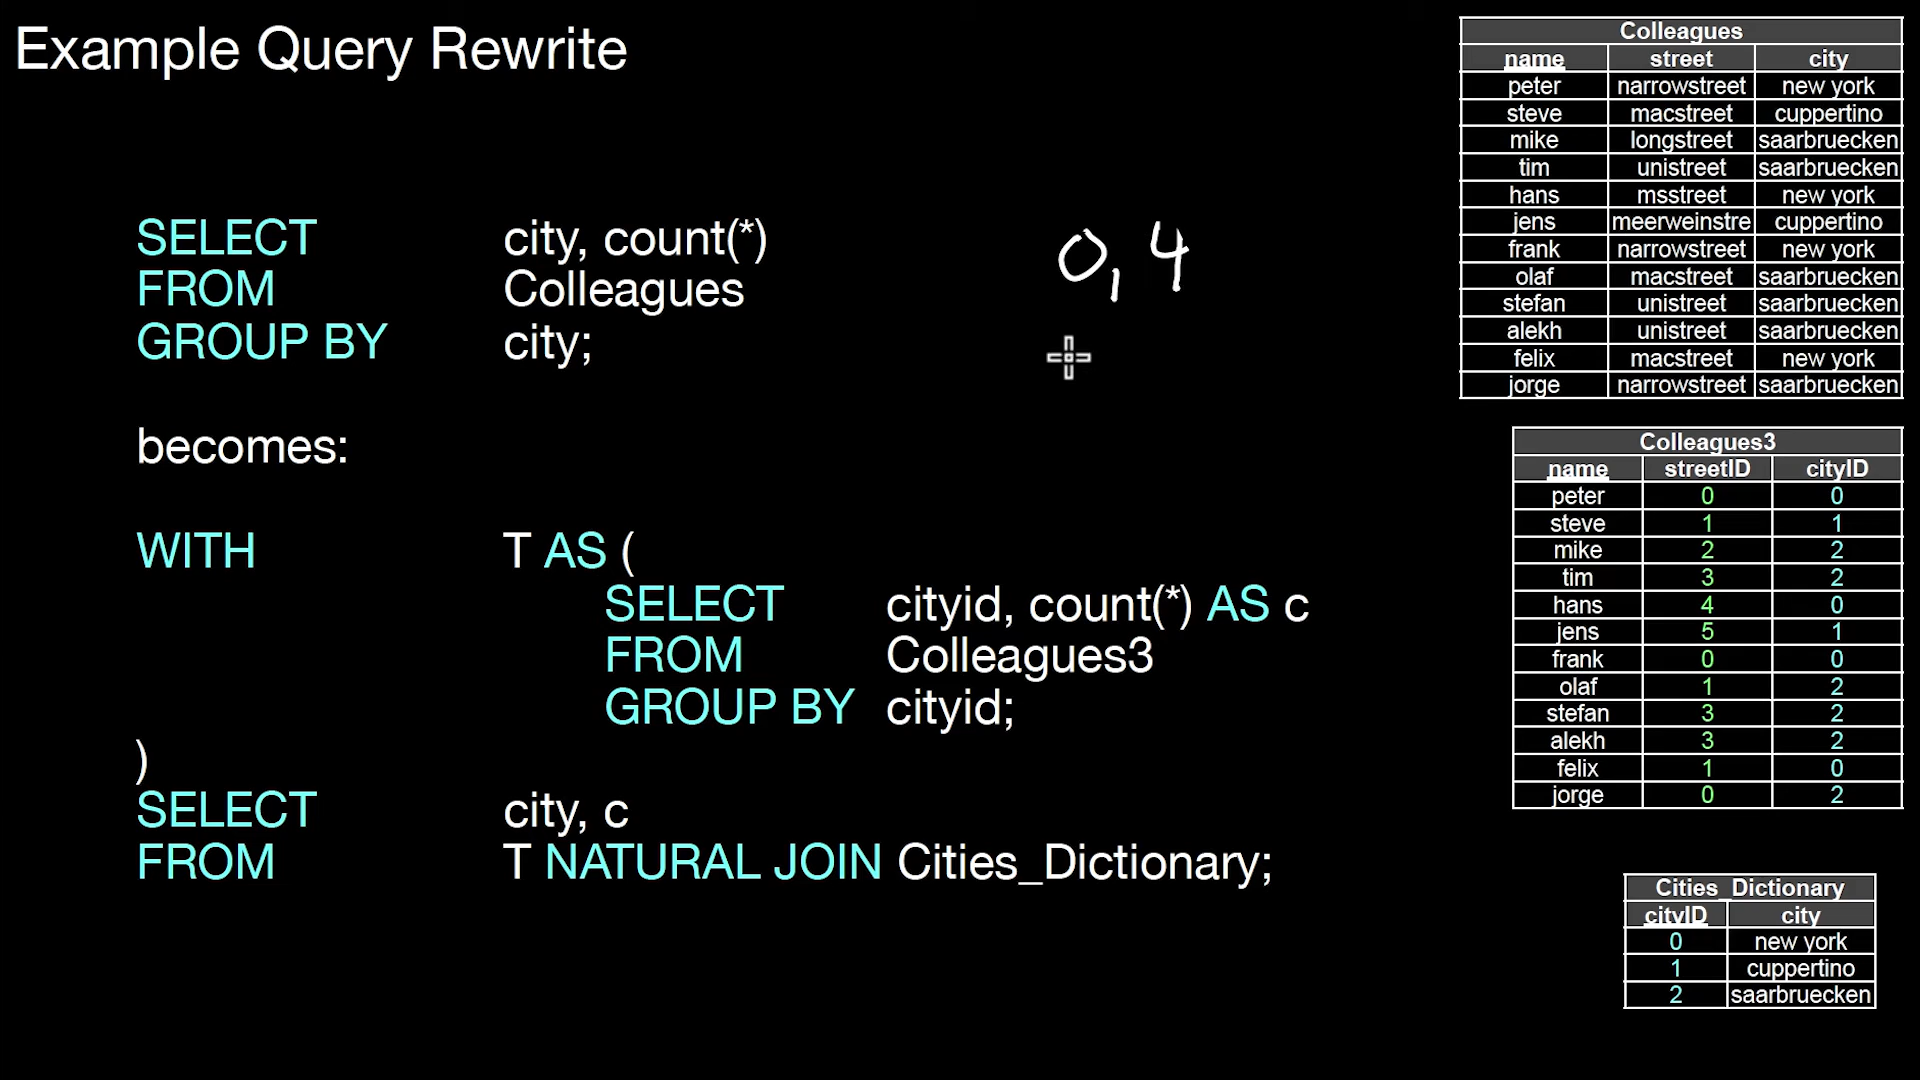 Example Query Rewrite
SELECT city, count(*)
FROM Colleagues
GROUP BY city;
0, 4
becomes:
WITH T AS (
SELECT cityid, count(*) AS c
FROM Colleagues3
GROUP BY cityid;
)
SELECT city, c
FROM T NATURAL JOIN Cities_Dictionary;
Colleagues
name street city
peter narrowstreet new york
steve macstreet cuppertino
mike longstreet saarbruecken
tim unistreet saarbruecken
hans msstreet new york
jens meerweinstre cuppertino
frank narrowstreet new york
olaf macstreet saarbruecken
stefan unistreet saarbruecken
alekh unistreet saarbruecken
felix macstreet new york
jorge narrowstreet saarbruecken
Colleagues3
name streetID cityID
peter 0 0
steve 1 1
mike 2 2
tim 3 2
hans 4 0
jens 5 1
frank 0 0
olaf 1 2
stefan 3 2
alekh 3 2
felix 1 0
jorge 0 2
Cities_Dictionary
cityID city
0 new york
1 cuppertino
2 saarbruecken